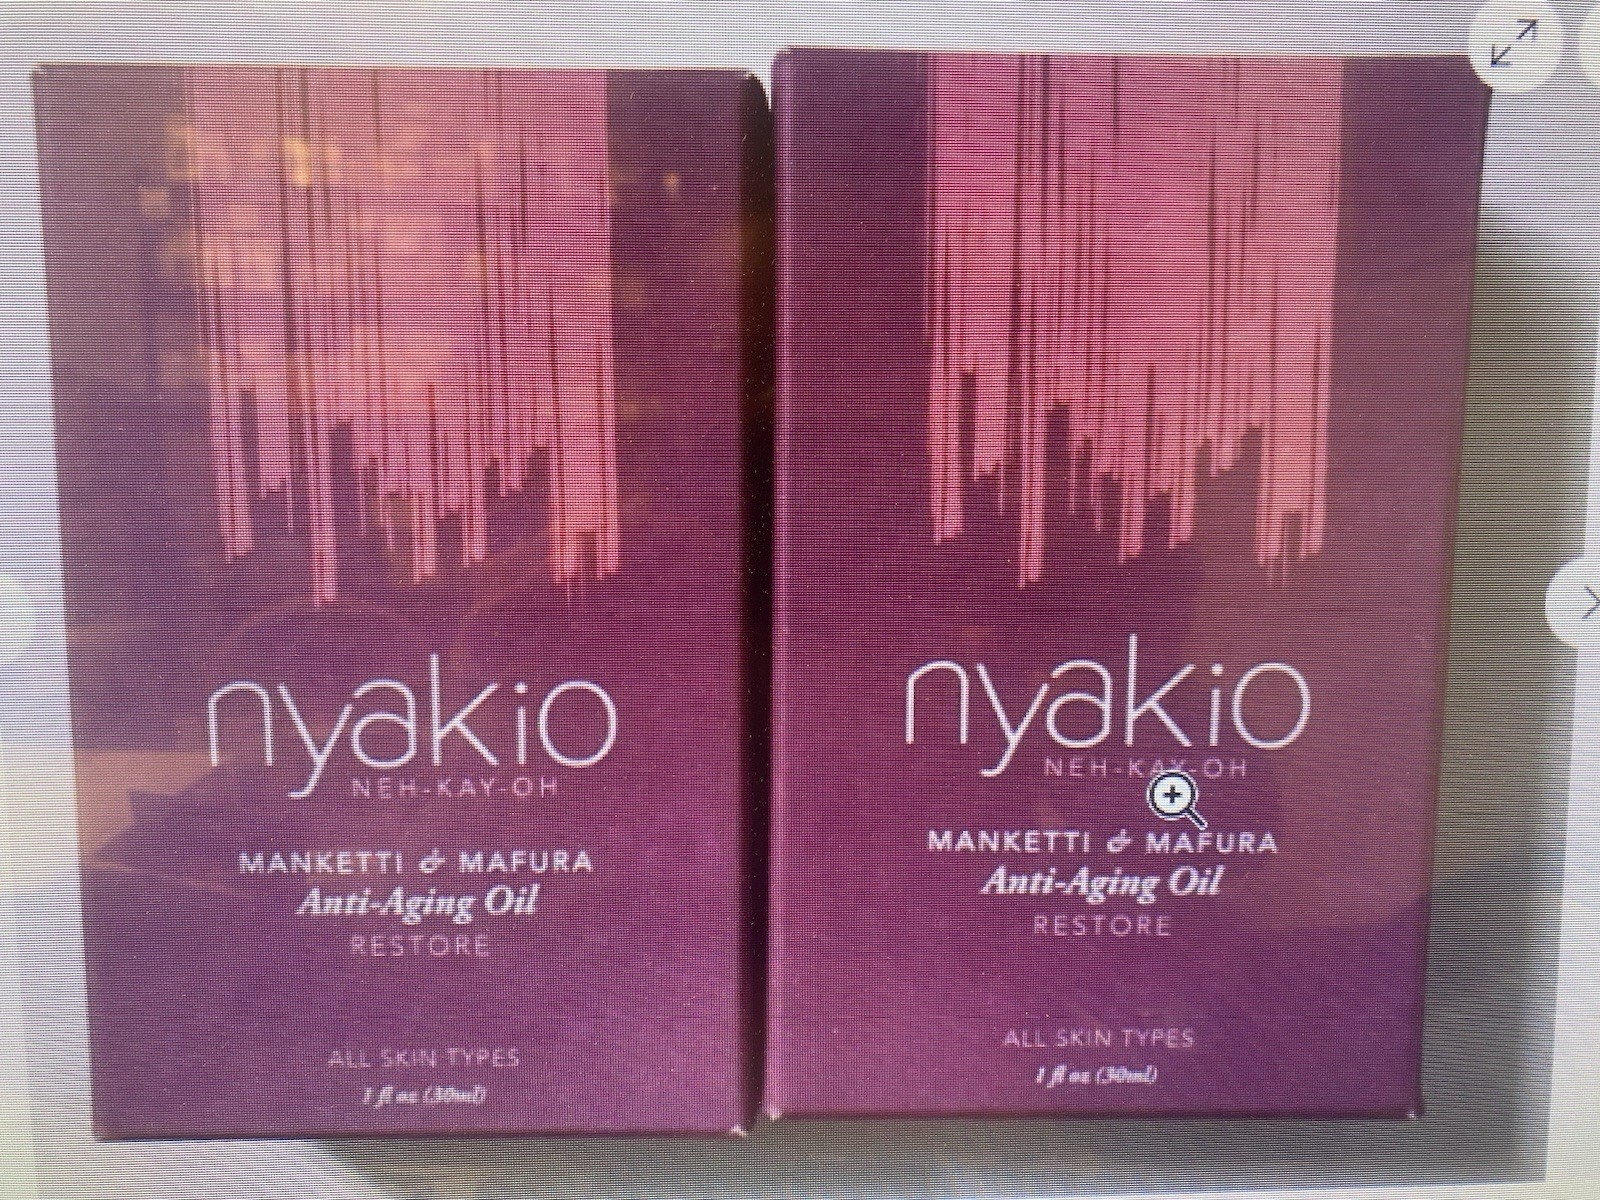 nyakio
NEH-KAY-OH
MANKETTI & MAFURA
Anti-Aging Oil
RESTORE
ALL SKIN TYPES
1 fl oz (30ml)
nyakio
NEH-KAY-OH
MANKETTI & MAFURA
Anti-Aging Oil
RESTORE
ALL SKIN TYPES
1 fl oz (30ml)